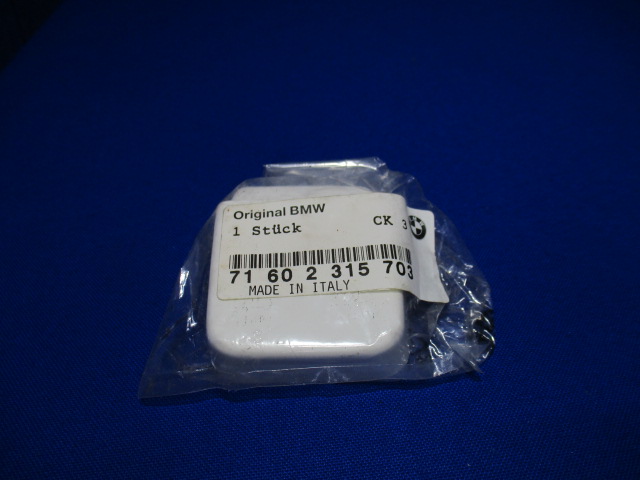 Original BMW
1 Stück CK 3
71 60 2 315 703
MADE IN ITALY